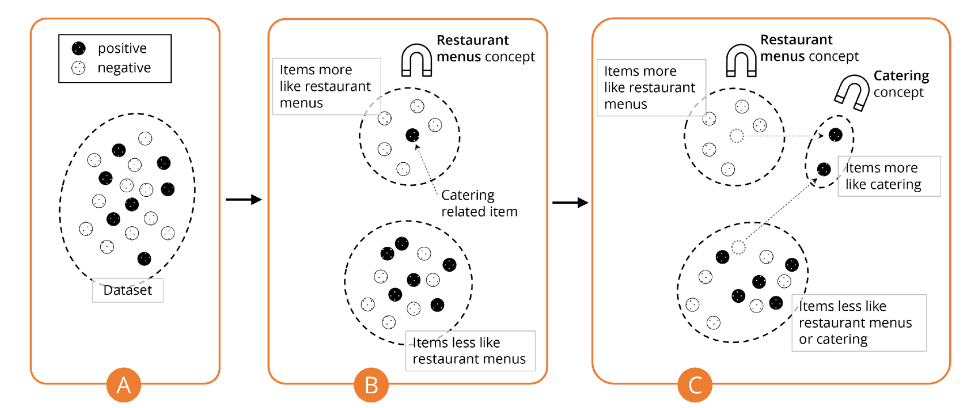 positive
negative
Dataset
A
Restaurant
menus concept
Items more
like restaurant
menus
Catering
related item
Items less like
restaurant menus
B
Restaurant
menus concept
Items more
like restaurant
menus
Catering
concept
Items more
like catering
Items less like
restaurant menus
or catering
C